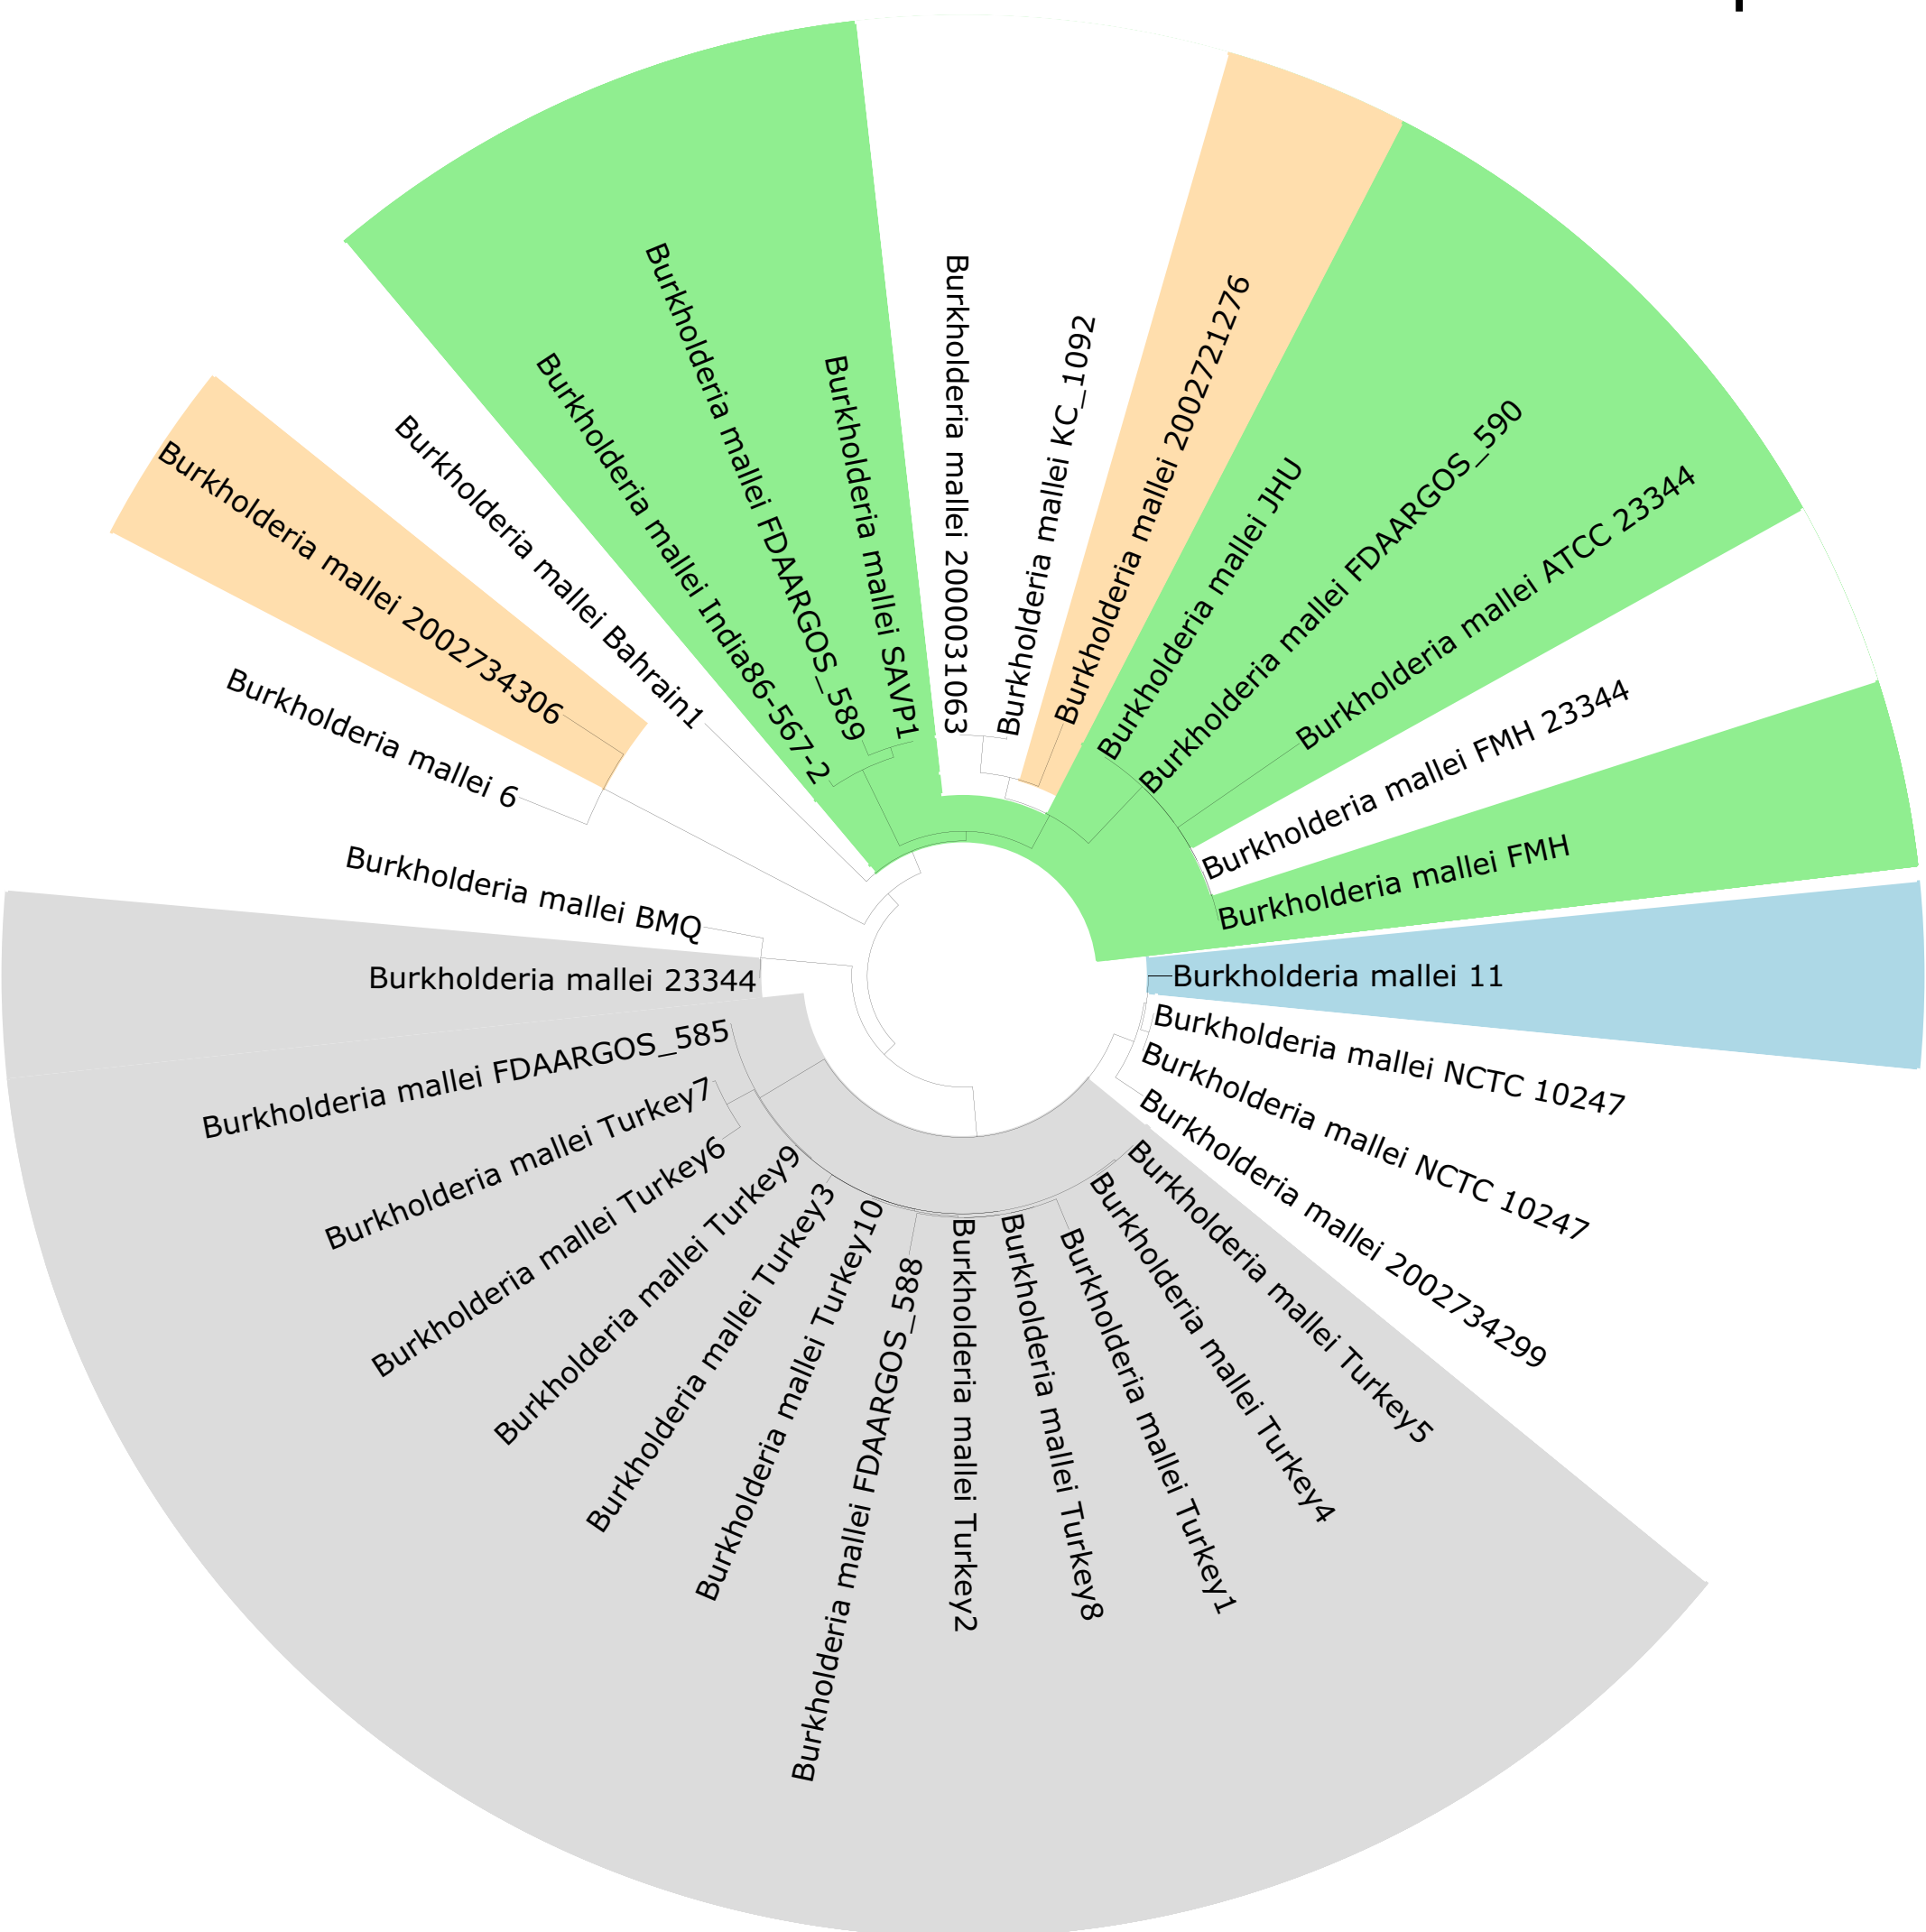 Burkholderia mallei 2000031063
Burkholderia mallei KC_1092
Burkholderia mallei 2002721276
Burkholderia mallei JHU
Burkholderia mallei FDAARGOS_590
Burkholderia mallei ATCC 23344
Burkholderia mallei FMH 23344
Burkholderia mallei FMH
Burkholderia mallei 11
Burkholderia mallei NCTC 10247
Burkholderia mallei NCTC 10247
Burkholderia mallei 2002734299
Burkholderia mallei Turkey5
Burkholderia mallei Turkey4
Burkholderia mallei Turkey1
Burkholderia mallei Turkey8
Burkholderia mallei Turkey2
Burkholderia mallei FDAARGOS_588
Burkholderia mallei Turkey10
Burkholderia mallei Turkey3
Burkholderia mallei Turkey9
Burkholderia mallei Turkey6
Burkholderia mallei Turkey7
Burkholderia mallei FDAARGOS_585
Burkholderia mallei 23344
Burkholderia mallei BMQ
Burkholderia mallei 6
Burkholderia mallei 2002734306
Burkholderia mallei Bahrain1
Burkholderia mallei India86-567-2
Burkholderia mallei FDAARGOS_589
Burkholderia mallei SAVP1